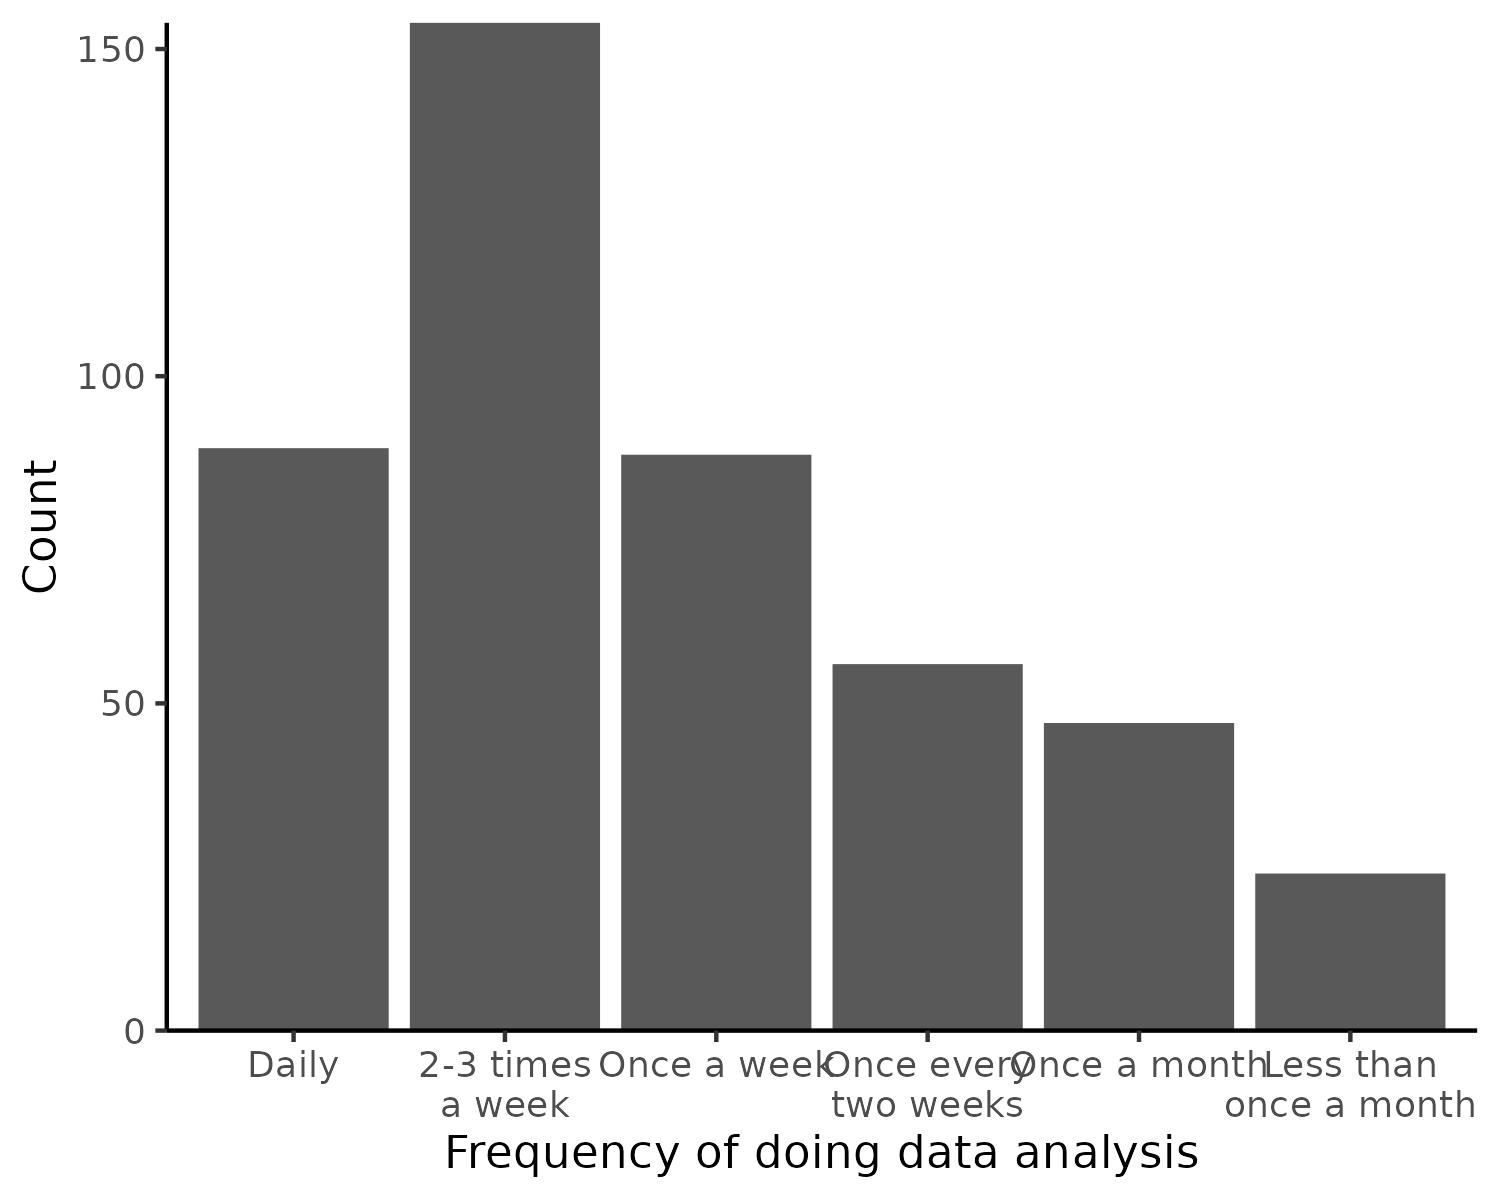 150
100
50
0
Count
Daily
2-3 times
a week
Once a week
Once every
two weeks
Once a month
Less than
once a month
Frequency of doing data analysis